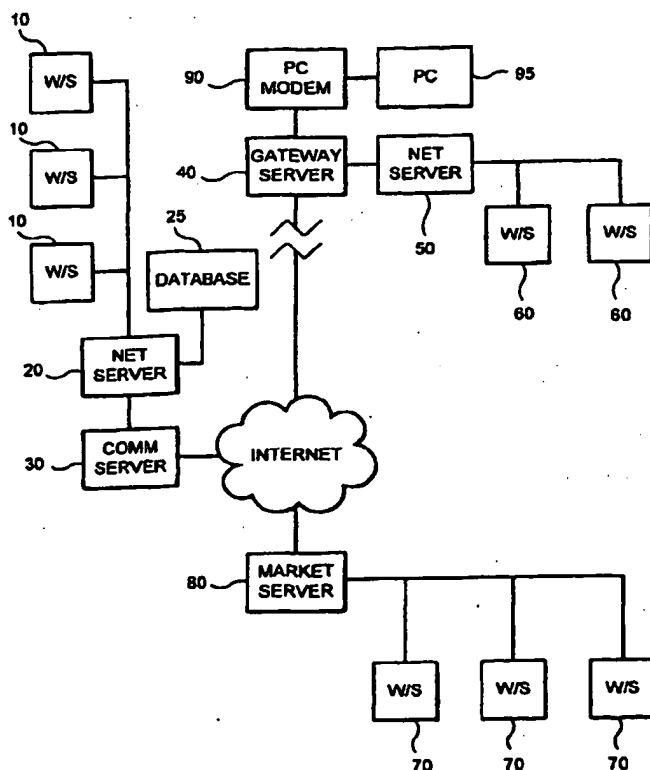 10
W/S
10
W/S
10
W/S
25
DATABASE
20
NET
SERVER
30
COMM
SERVER
90
PC
MODEM
PC
95
40
GATEWAY
SERVER
NET
SERVER
50
W/S
60
W/S
60
INTERNET
80
MARKET
SERVER
W/S
70
W/S
70
W/S
70